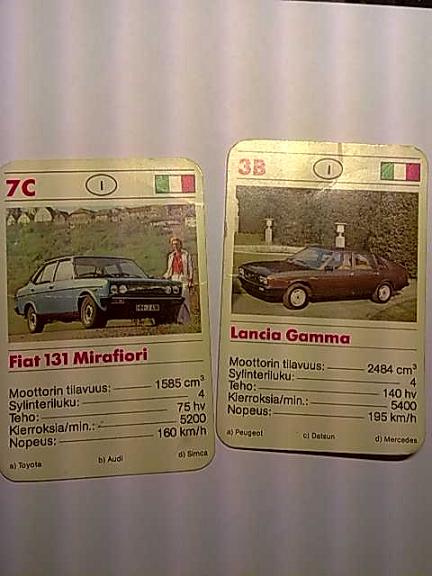 7C
I
Fiat 131 Mirafiori
Moottorin tilavuus: 1585 cm³
Sylinteriluku: 4
Teho: 75 hv
Kierroksia/min.: 5200
Nopeus: 160 km/h
a) Toyota b) Audi d) Simca
3B
I
Lancia Gamma
Moottorin tilavuus: 2484 cm³
Sylinteriluku: 4
Teho: 140 hv
Kierroksia/min.: 5400
Nopeus: 195 km/h
a) Peugeot c) Datsun d) Mercedes